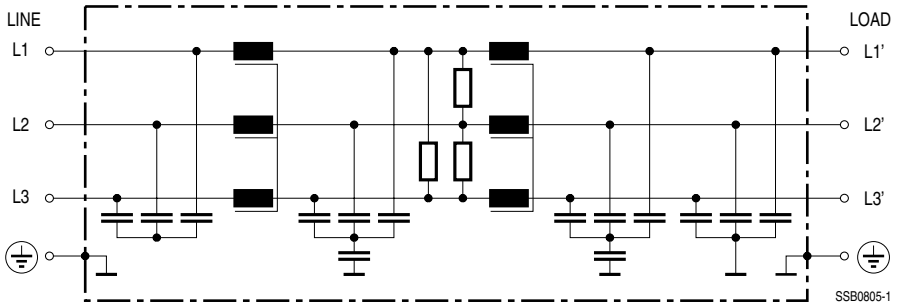 LINE LOAD
L1 L1'
L2 L2'
L3 L3'
SSB0805-1